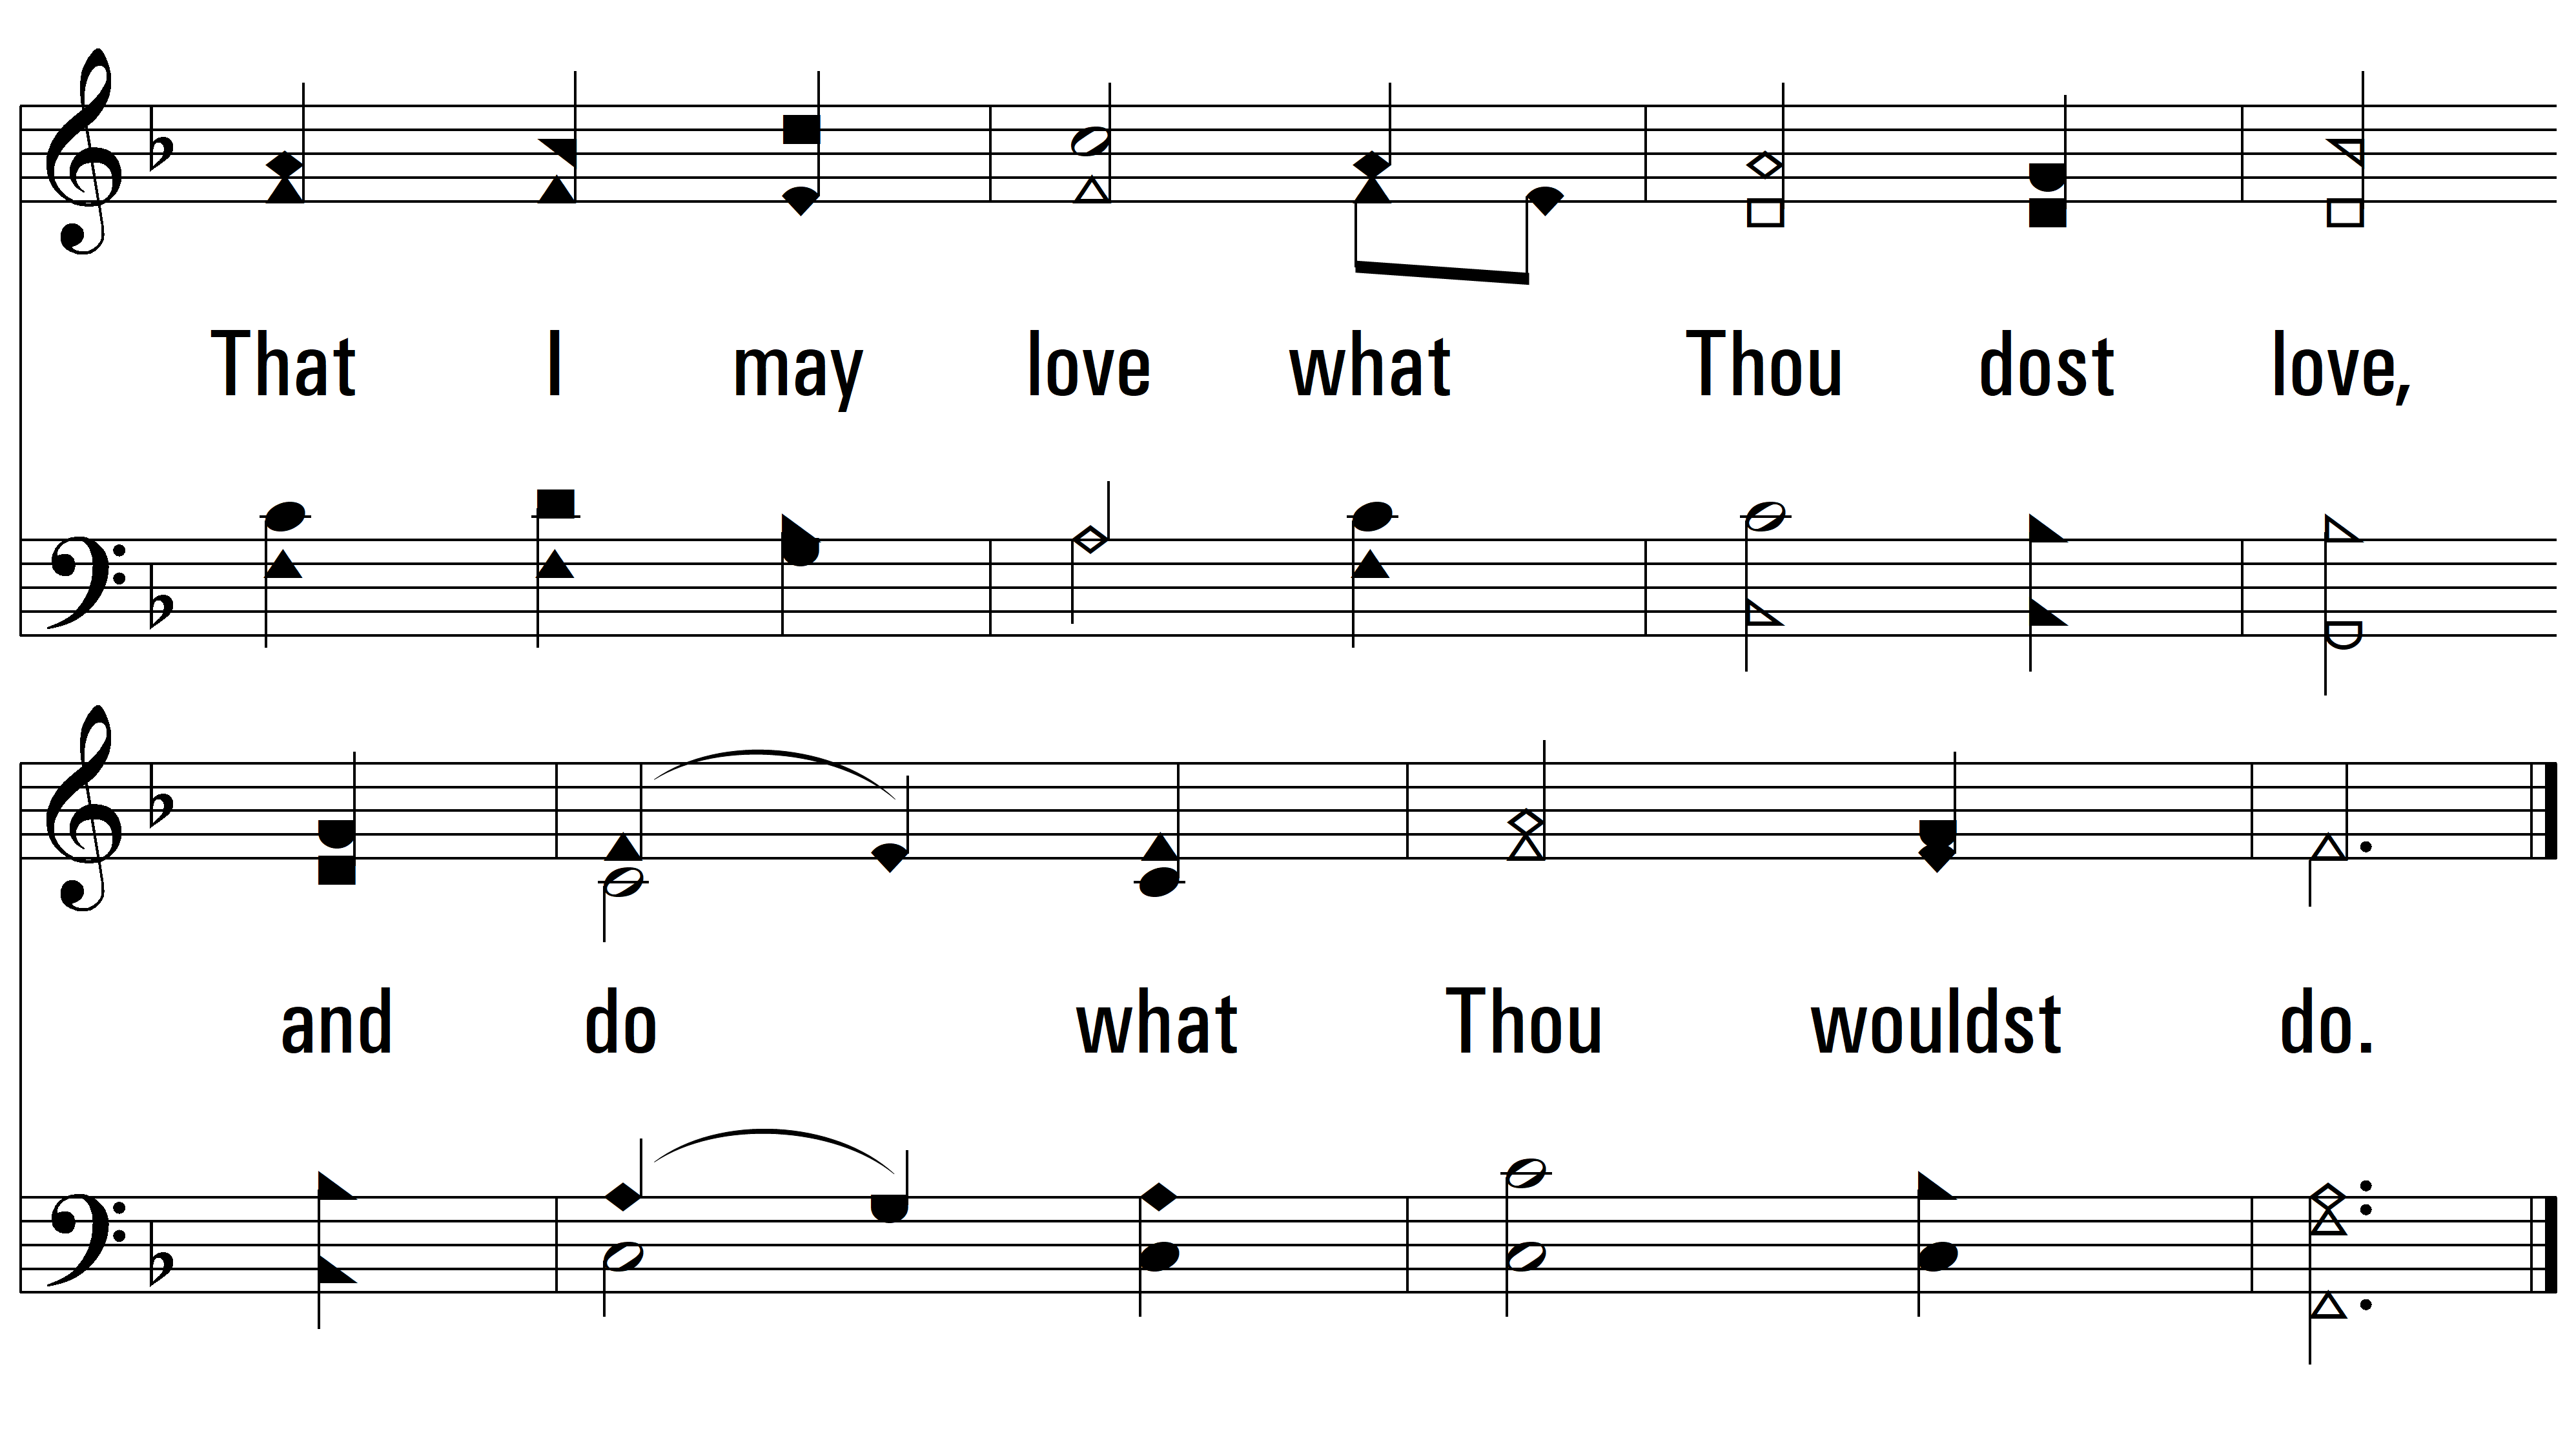 That I may love what Thou dost love,
and do what Thou wouldst do.